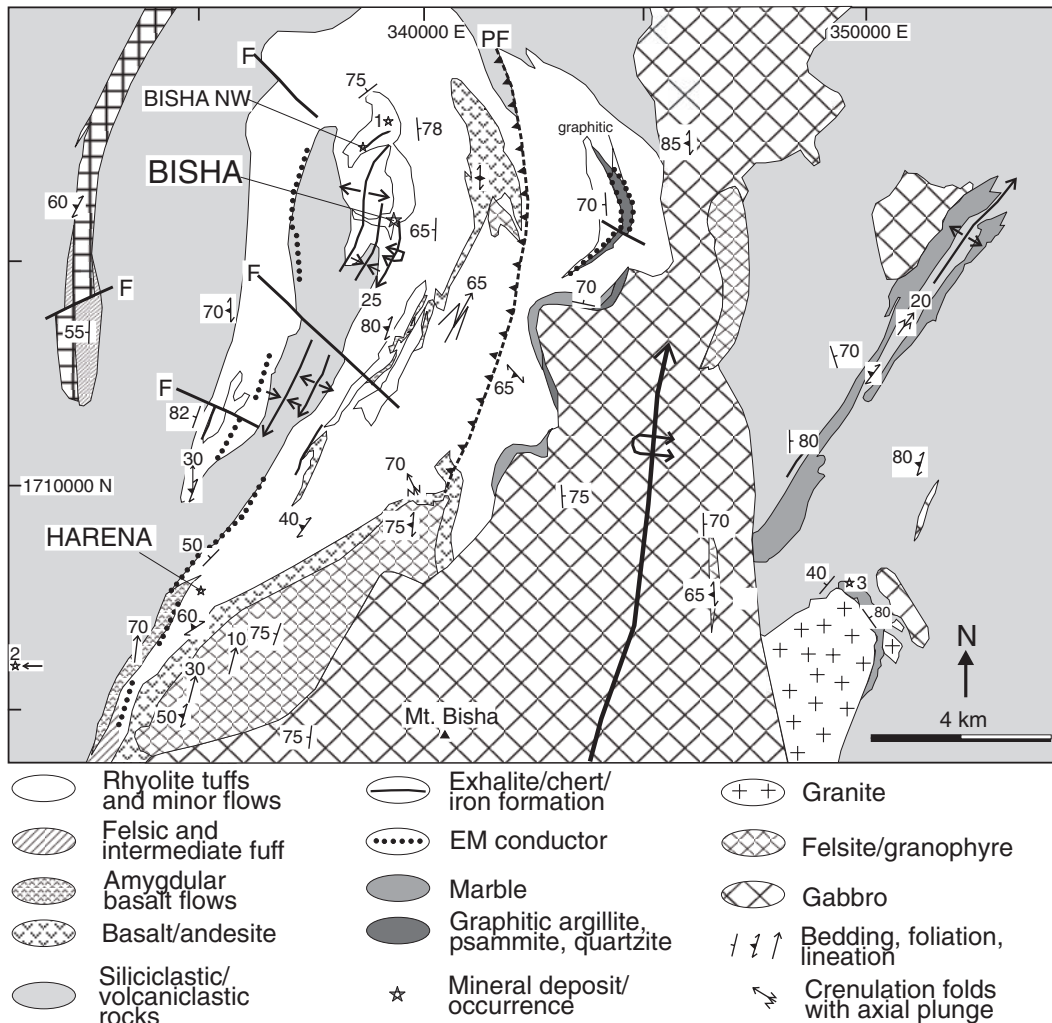 340000 E
PF
350000 E
F
75
BISHA NW
1
78
graphitic
85
BISHA
60
70
65
F
F
25
65
70
20
55
70
80
70
65
F
82
80
30
70
80
1710000 N
75
75
70
40
HARENA
50
40
3
60
65
80
70
10
75
2
30
N
50
75
Mt. Bisha
4 km
Rhyolite tuffs
and minor flows
Exhalite/chert/
iron formation
Granite
Felsic and
intermediate fuff
EM conductor
Felsite/granophyre
Amygdular
basalt flows
Marble
Gabbro
Basalt/andesite
Graphitic argillite,
psammite, quartzite
Bedding, foliation,
lineation
Siliciclastic/
volcaniclastic
rocks
Mineral deposit/
occurrence
Crenulation folds
with axial plunge